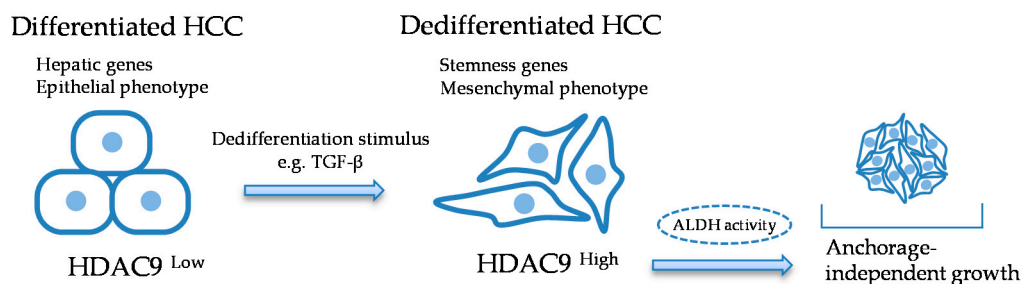 Differentiated HCC
Hepatic genes
Epithelial phenotype
HDAC9 Low
Dedifferentiation stimulus
e.g. TGF-β
Dedifferentiated HCC
Stemness genes
Mesenchymal phenotype
HDAC9 High
ALDH activity
Anchorage-
independent growth